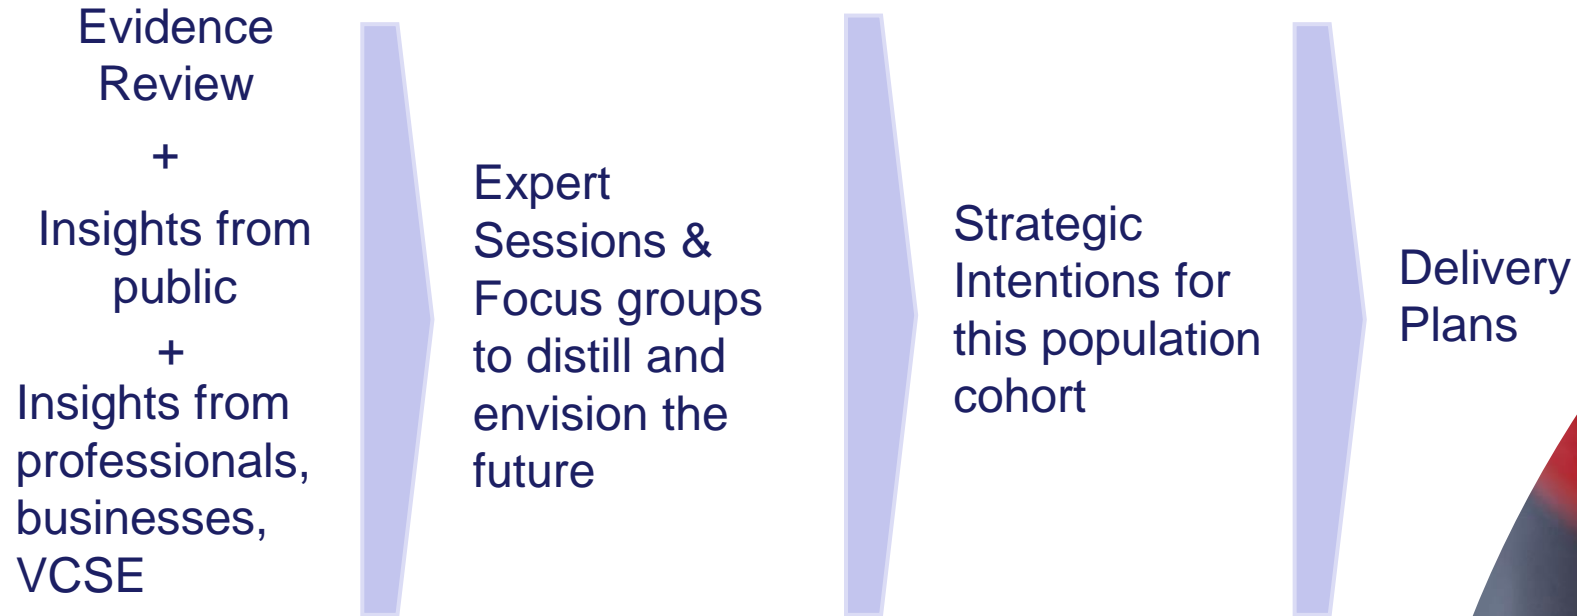 Evidence
Review
+
Insights from
public
+
Insights from
professionals,
businesses,
VCSE
Expert
Sessions &
Focus groups
to distill and
envision the
future
Strategic
Intentions for
this population
cohort
Delivery
Plans